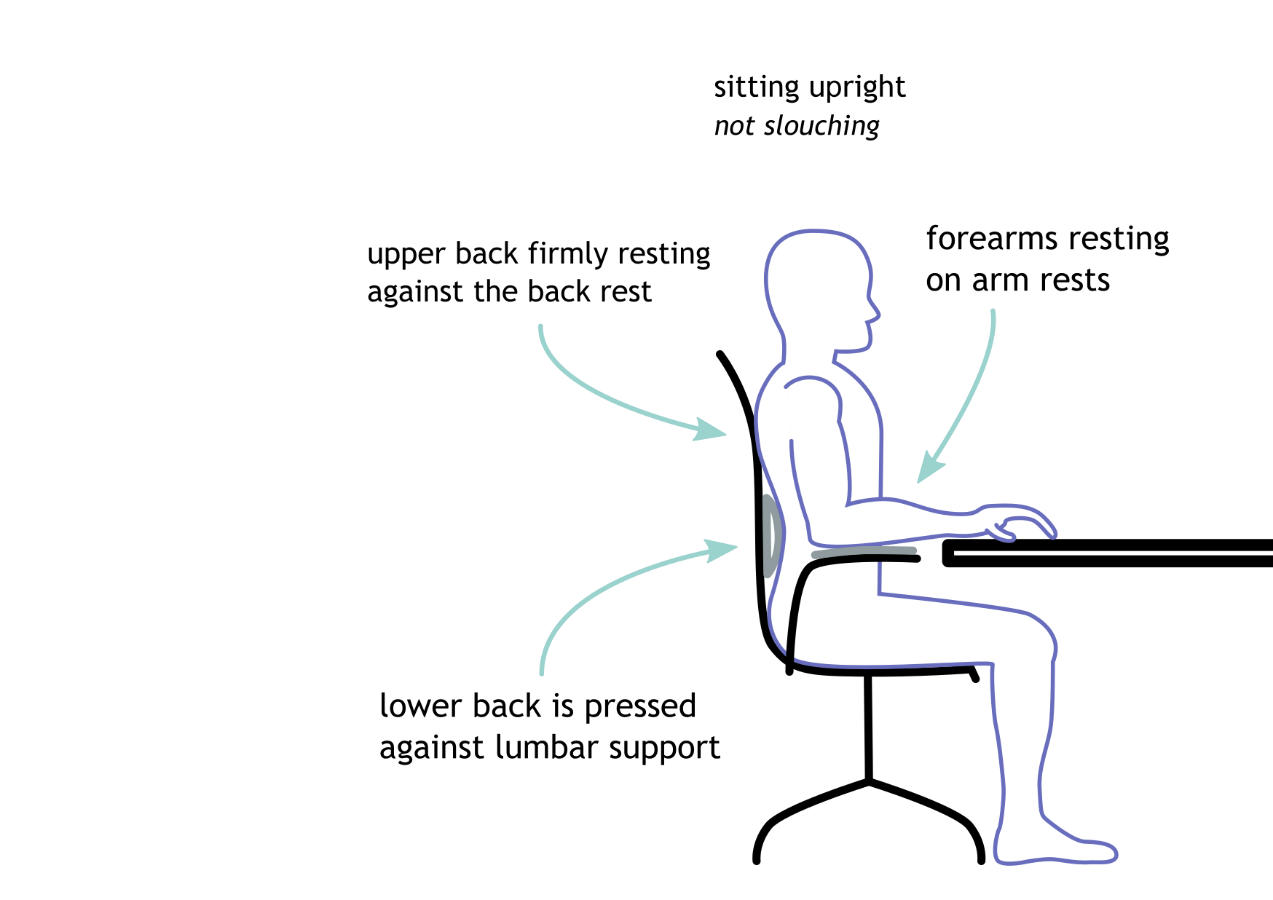 sitting upright
not slouching
upper back firmly resting
against the back rest
forearms resting
on arm rests
lower back is pressed
against lumbar support